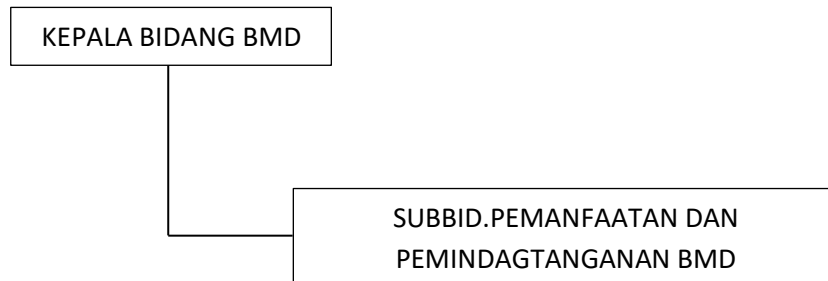 KEPALA BIDANG BMD
SUBBID.PEMANFAATAN DAN
PEMINDAGTANGANAN BMD